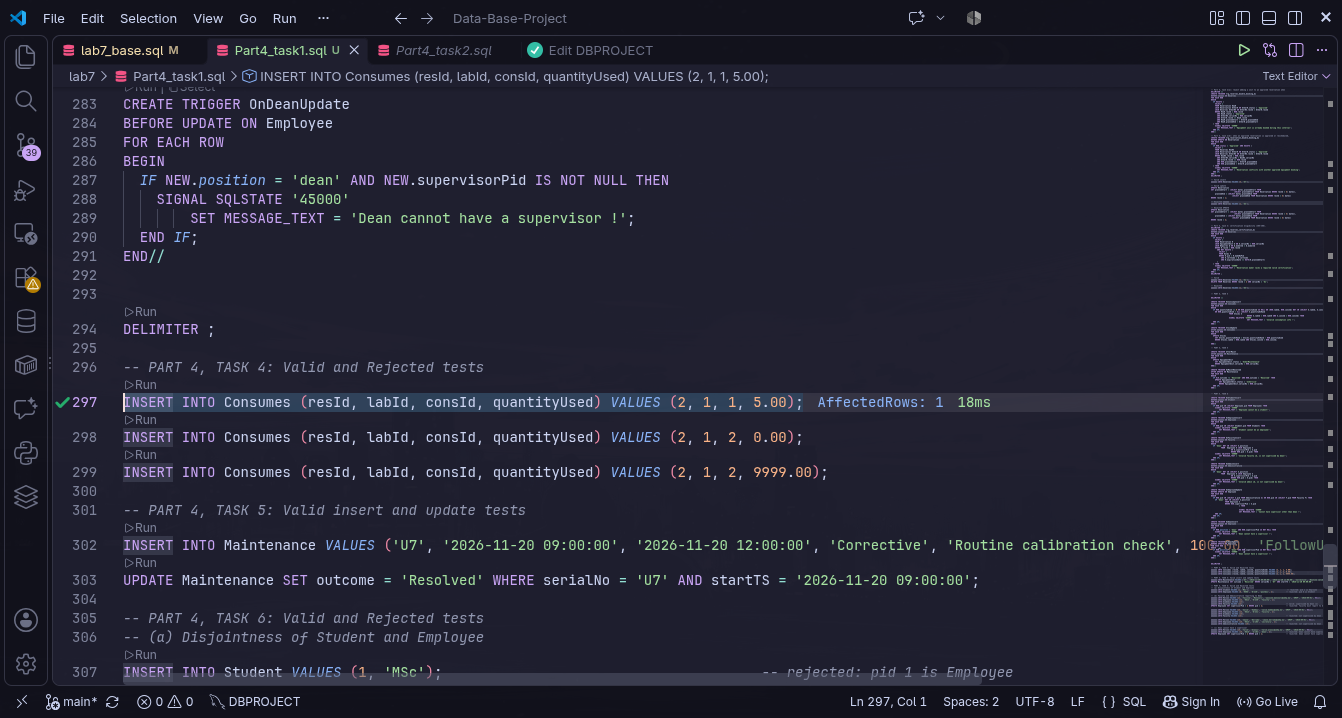 File Edit Selection View Go Run ··· Data-Base-Project
lab7_base.sql M Part4_task1.sql U Part4_task2.sql Edit DBPROJECT
lab7 > Part4_task1.sql > INSERT INTO Consumes (resId, labId, consId, quantityUsed) VALUES (2, 1, 1, 5.00); Text Editor
Run | Select
283 CREATE TRIGGER OnDeanUpdate
284 BEFORE UPDATE ON Employee
285 FOR EACH ROW
286 BEGIN
287 IF NEW.position = 'dean' AND NEW.supervisorPid IS NOT NULL THEN
288 SIGNAL SQLSTATE '45000'
289 SET MESSAGE_TEXT = 'Dean cannot have a supervisor !';
290 END IF;
291 END//
292
293
Run
294 DELIMITER ;
295
296 -- PART 4, TASK 4: Valid and Rejected tests
Run
297 INSERT INTO Consumes (resId, labId, consId, quantityUsed) VALUES (2, 1, 1, 5.00); AffectedRows: 1 18ms
Run
298 INSERT INTO Consumes (resId, labId, consId, quantityUsed) VALUES (2, 1, 2, 0.00);
Run
299 INSERT INTO Consumes (resId, labId, consId, quantityUsed) VALUES (2, 1, 2, 9999.00);
300
301 -- PART 4, TASK 5: Valid insert and update tests
Run
302 INSERT INTO Maintenance VALUES ('U7', '2026-11-20 09:00:00', '2026-11-20 12:00:00', 'Corrective', 'Routine calibration check', 100.00, 'FollowU
Run
303 UPDATE Maintenance SET outcome = 'Resolved' WHERE serialNo = 'U7' AND startTS = '2026-11-20 09:00:00';
304
305 -- PART 4, TASK 6: Valid and Rejected tests
306 -- (a) Disjointness of Student and Employee
Run
307 INSERT INTO Student VALUES (1, 'MSc'); -- rejected: pid 1 is Employee
39
main* 0 0 DBPROJECT Ln 297, Col 1 Spaces: 2 UTF-8 LF { } SQL Sign In Go Live